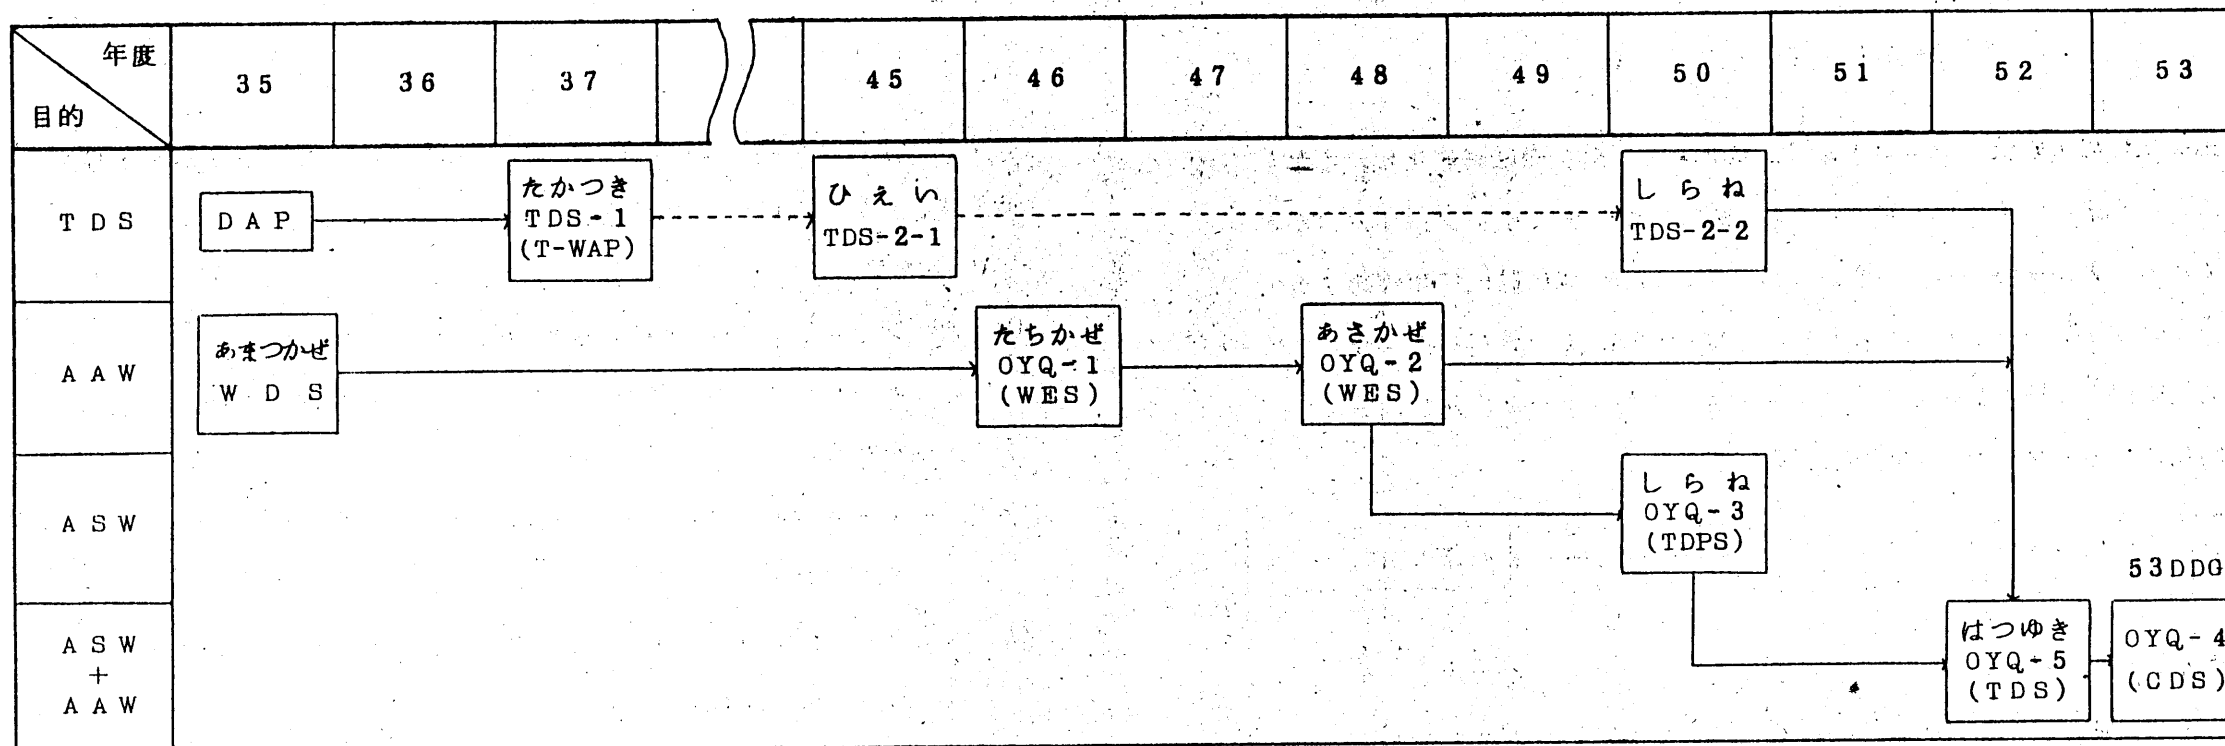 年度
目的
35 36 37 45 46 47 48 49 50 51 52 53
TDS
DAP
たかつき
TDS-1
(T-WAP)
ひえい
TDS-2-1
しらね
TDS-2-2
AAW
あまつかぜ
WDS
たちかぜ
OYQ-1
(WES)
あさかぜ
OYQ-2
(WES)
ASW
しらね
OYQ-3
(TDPS)
ASW
+
AAW
はつゆき
OYQ-5
(TDS)
53DDG
OYQ-4
(CDS)